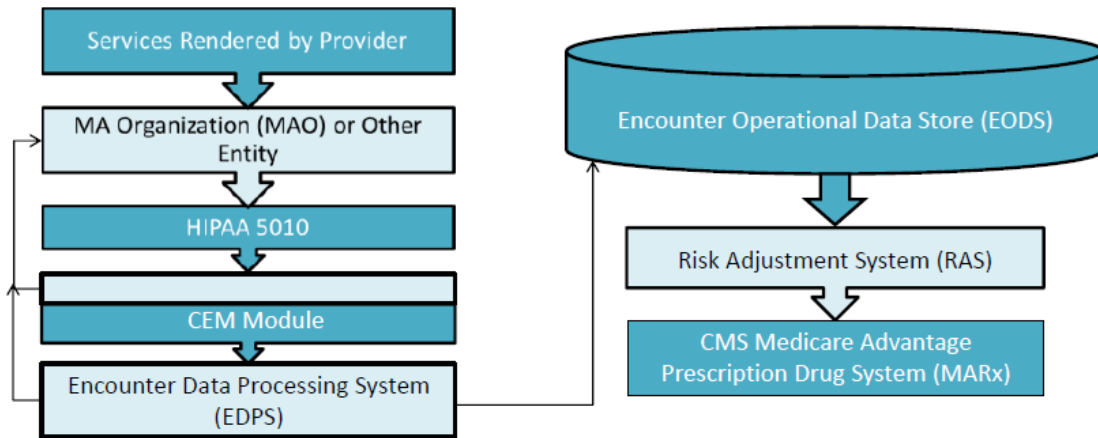 Services Rendered by Provider
MA Organization (MAO) or Other
Entity
HIPAA 5010
CEM Module
Encounter Data Processing System
(EDPS)
Encounter Operational Data Store (EODS)
Risk Adjustment System (RAS)
CMS Medicare Advantage
Prescription Drug System (MARx)